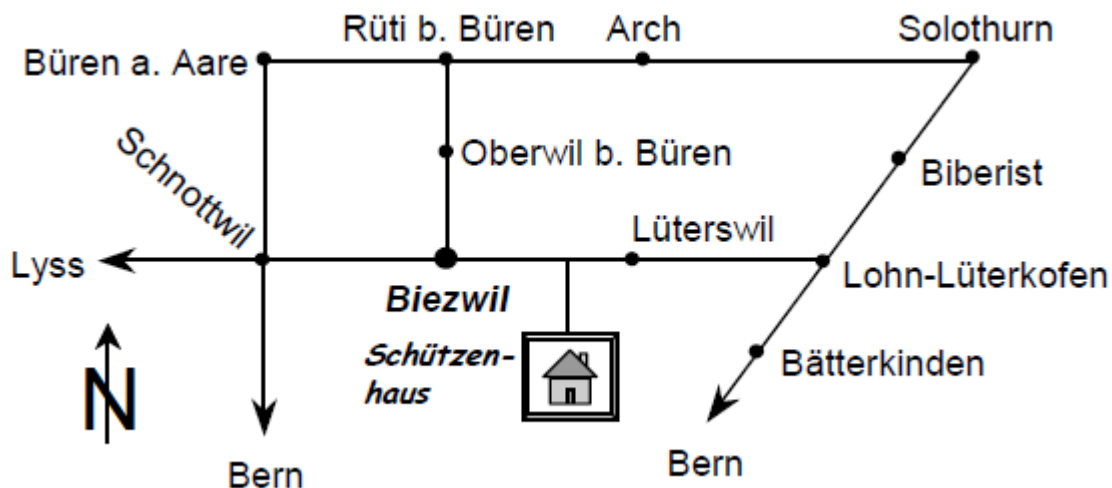 Rüti b. Büren
Arch
Solothurn
Büren a. Aare
Schnottwil
Oberwil b. Büren
Biberist
Lüterswil
Lyss
Lohn-Lüterkofen
Biezwil
Schützen-
haus
Bätterkinden
N
Bern
Bern